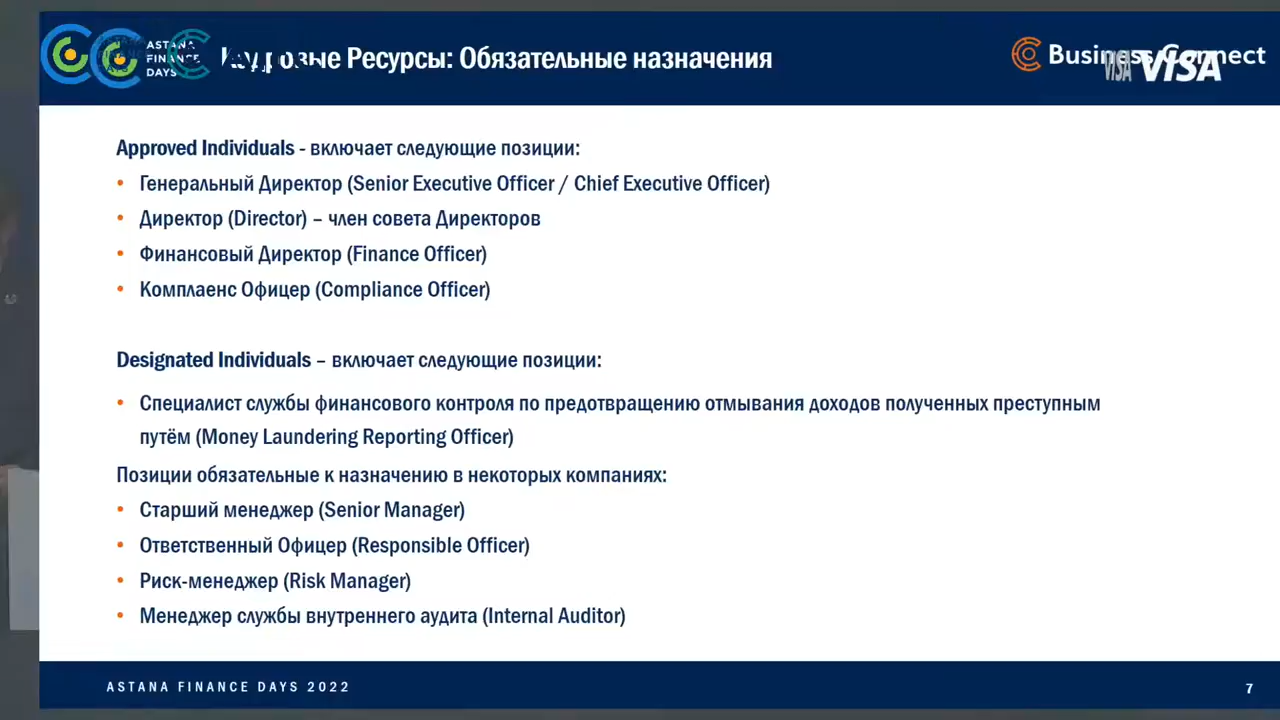 ASTANA
FINANCE
DAYS
Кадровые Ресурсы: Обязательные назначения
Business Connect
VISA
VISA
Approved Individuals - включает следующие позиции:
• Генеральный Директор (Senior Executive Officer / Chief Executive Officer)
• Директор (Director) – член совета Директоров
• Финансовый Директор (Finance Officer)
• Комплаенс Офицер (Compliance Officer)
Designated Individuals – включает следующие позиции:
• Специалист службы финансового контроля по предотвращению отмывания доходов полученных преступным
путём (Money Laundering Reporting Officer)
Позиции обязательные к назначению в некоторых компаниях:
• Старший менеджер (Senior Manager)
• Ответственный Офицер (Responsible Officer)
• Риск-менеджер (Risk Manager)
• Менеджер службы внутреннего аудита (Internal Auditor)
ASTANA FINANCE DAYS 2022
7